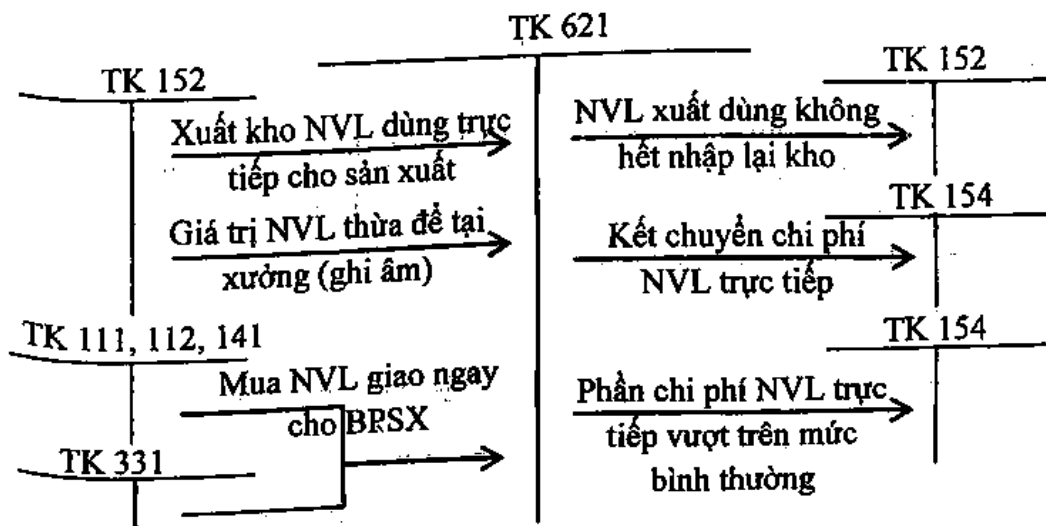 TK 621
TK 152
Xuất kho NVL dùng trực
tiếp cho sản xuất
Giá trị NVL thừa để tại
xưởng (ghi âm)
TK 111, 112, 141
Mua NVL giao ngay
cho BPSX
TK 331
TK 152
NVL xuất dùng không
hết nhập lại kho
TK 154
Kết chuyển chi phí
NVL trực tiếp
TK 154
Phần chi phí NVL trực
tiếp vượt trên mức
bình thường